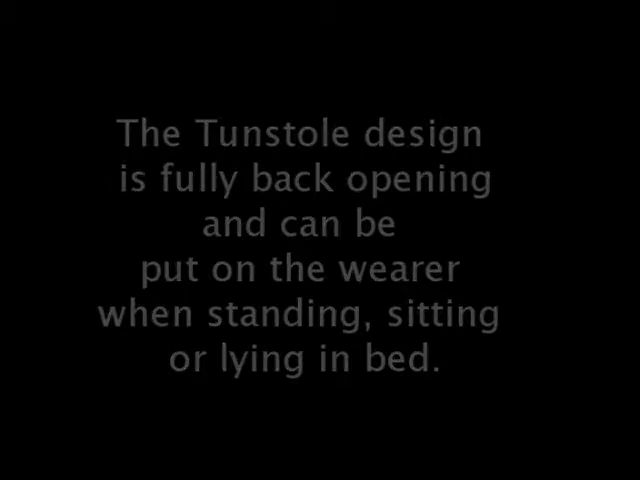 The Tunstole design
is fully back opening
and can be
put on the wearer
when standing, sitting
or lying in bed.